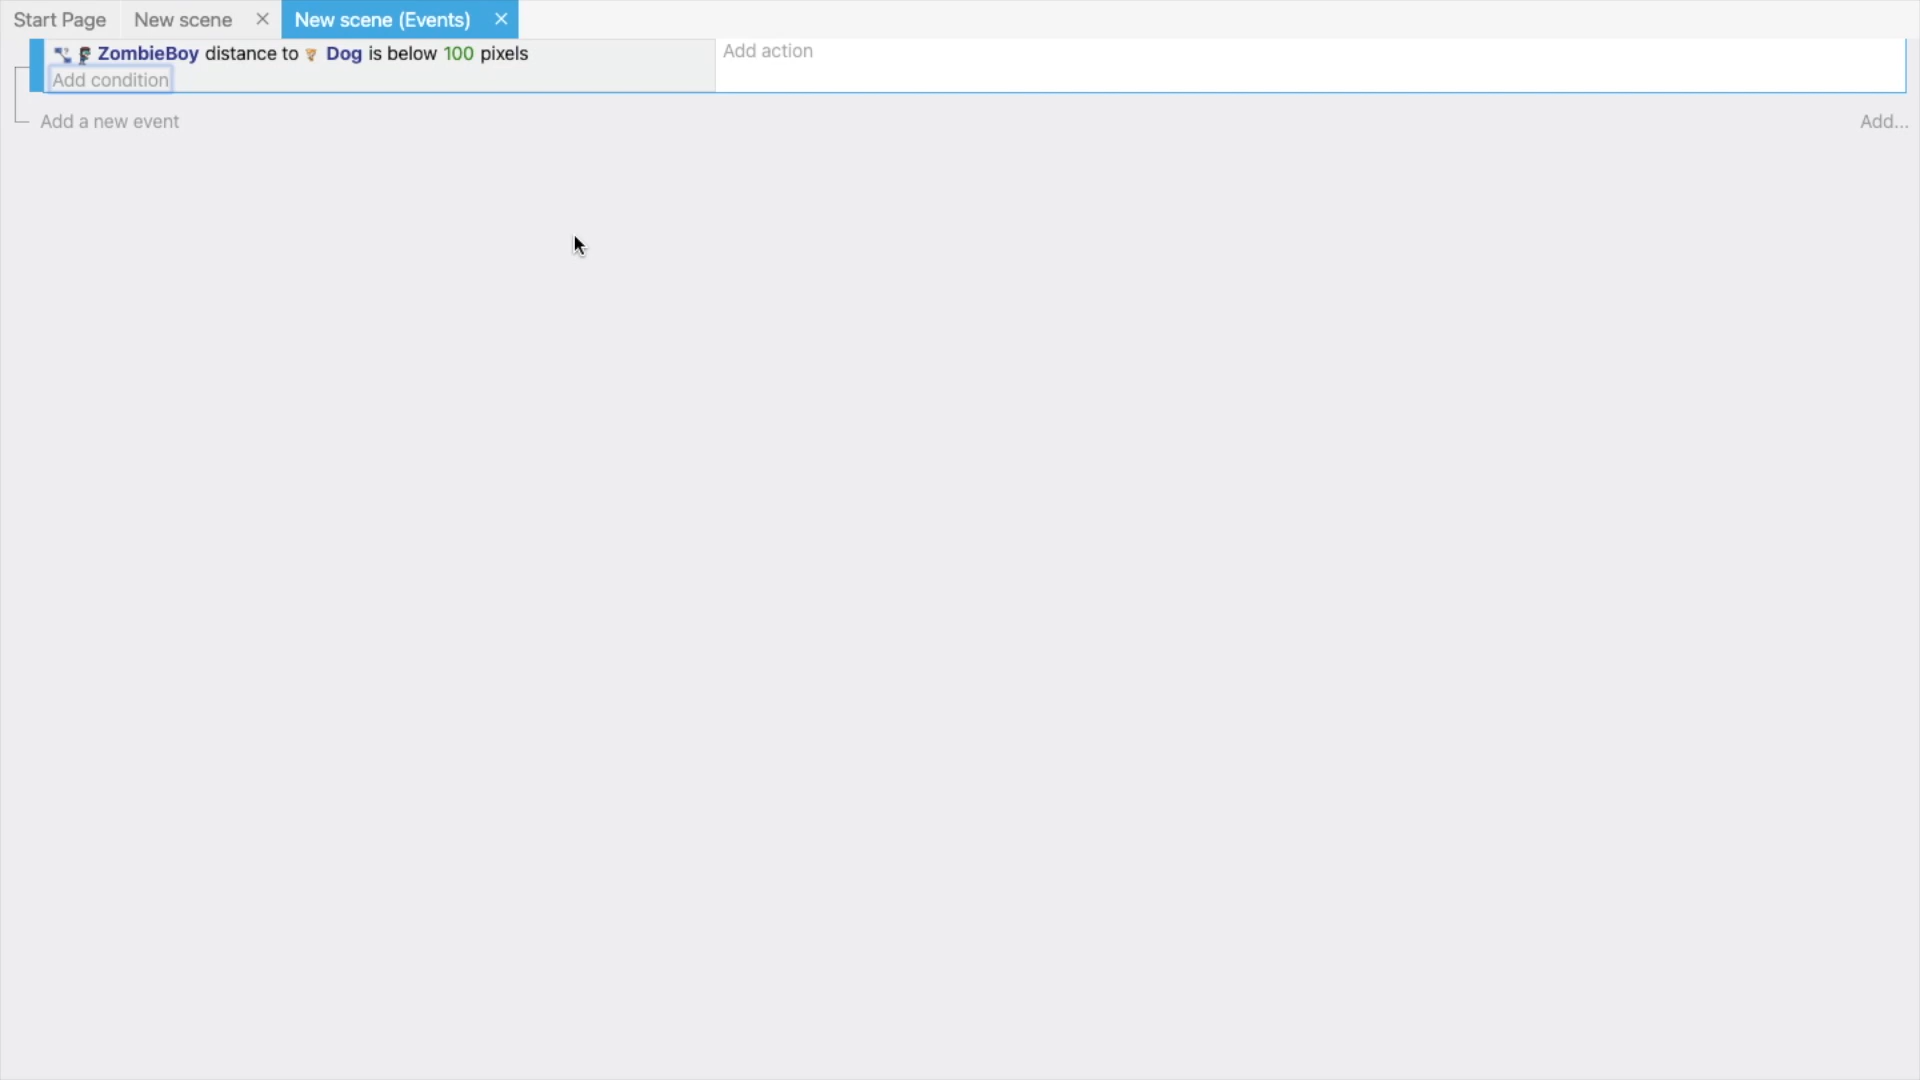 Start Page New scene New scene (Events)
ZombieBoy distance to Dog is below 100 pixels Add action
Add condition
Add a new event Add...